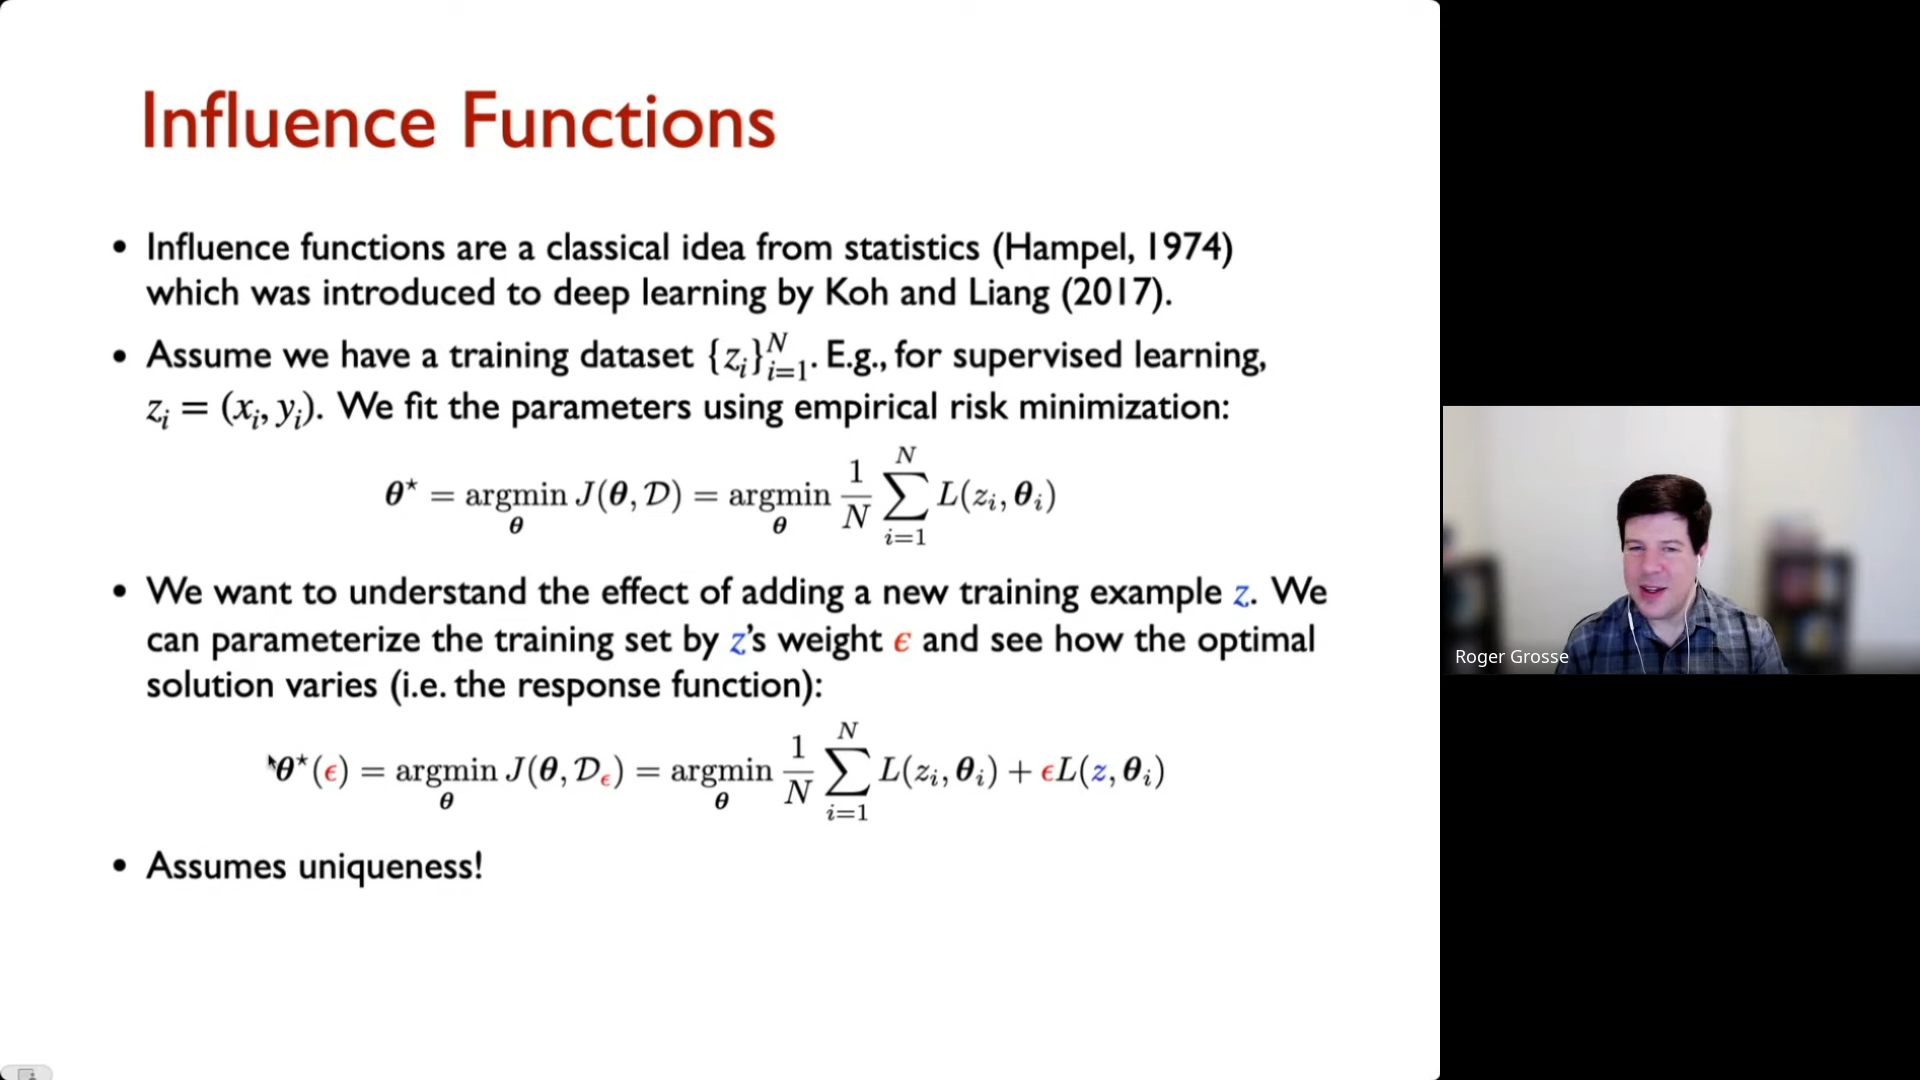 Influence Functions
• Influence functions are a classical idea from statistics (Hampel, 1974)
which was introduced to deep learning by Koh and Liang (2017).
• Assume we have a training dataset {z_i}_{i=1}^N. E.g., for supervised learning,
z_i = (x_i, y_i). We fit the parameters using empirical risk minimization:
θ⋆ = argmin_θ J(θ, 𝒟) = argmin_θ 1/N ∑_{i=1}^N L(z_i, θ_i)
• We want to understand the effect of adding a new training example z. We
can parameterize the training set by z’s weight ϵ and see how the optimal
solution varies (i.e. the response function):
θ⋆(ϵ) = argmin_θ J(θ, 𝒟_ϵ) = argmin_θ 1/N ∑_{i=1}^N L(z_i, θ_i) + ϵL(z, θ_i)
• Assumes uniqueness!
Roger Grosse